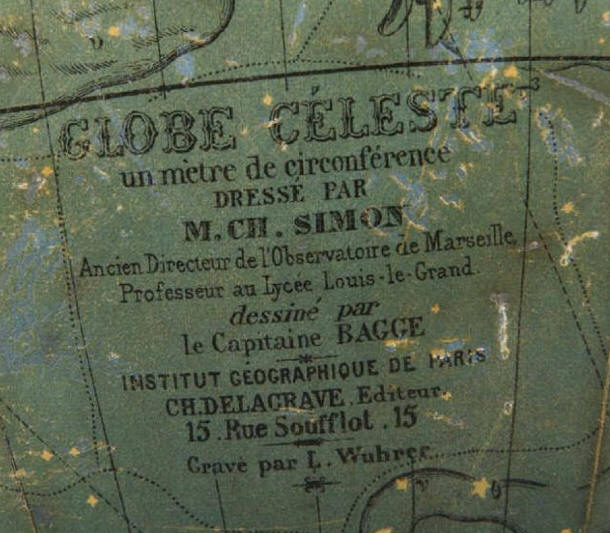 GLOBE CÉLESTE
un mètre de circonférence
DRESSÉ PAR
M. CH. SIMON
Ancien Directeur de l'Observatoire de Marseille,
Professeur au Lycée Louis-le-Grand.
dessiné par
le Capitaine BAGGE
INSTITUT GÉOGRAPHIQUE DE PARIS
CH. DELAGRAVE, Editeur.
15. Rue Soufflot. 15
Gravé par L. Wuhrer.